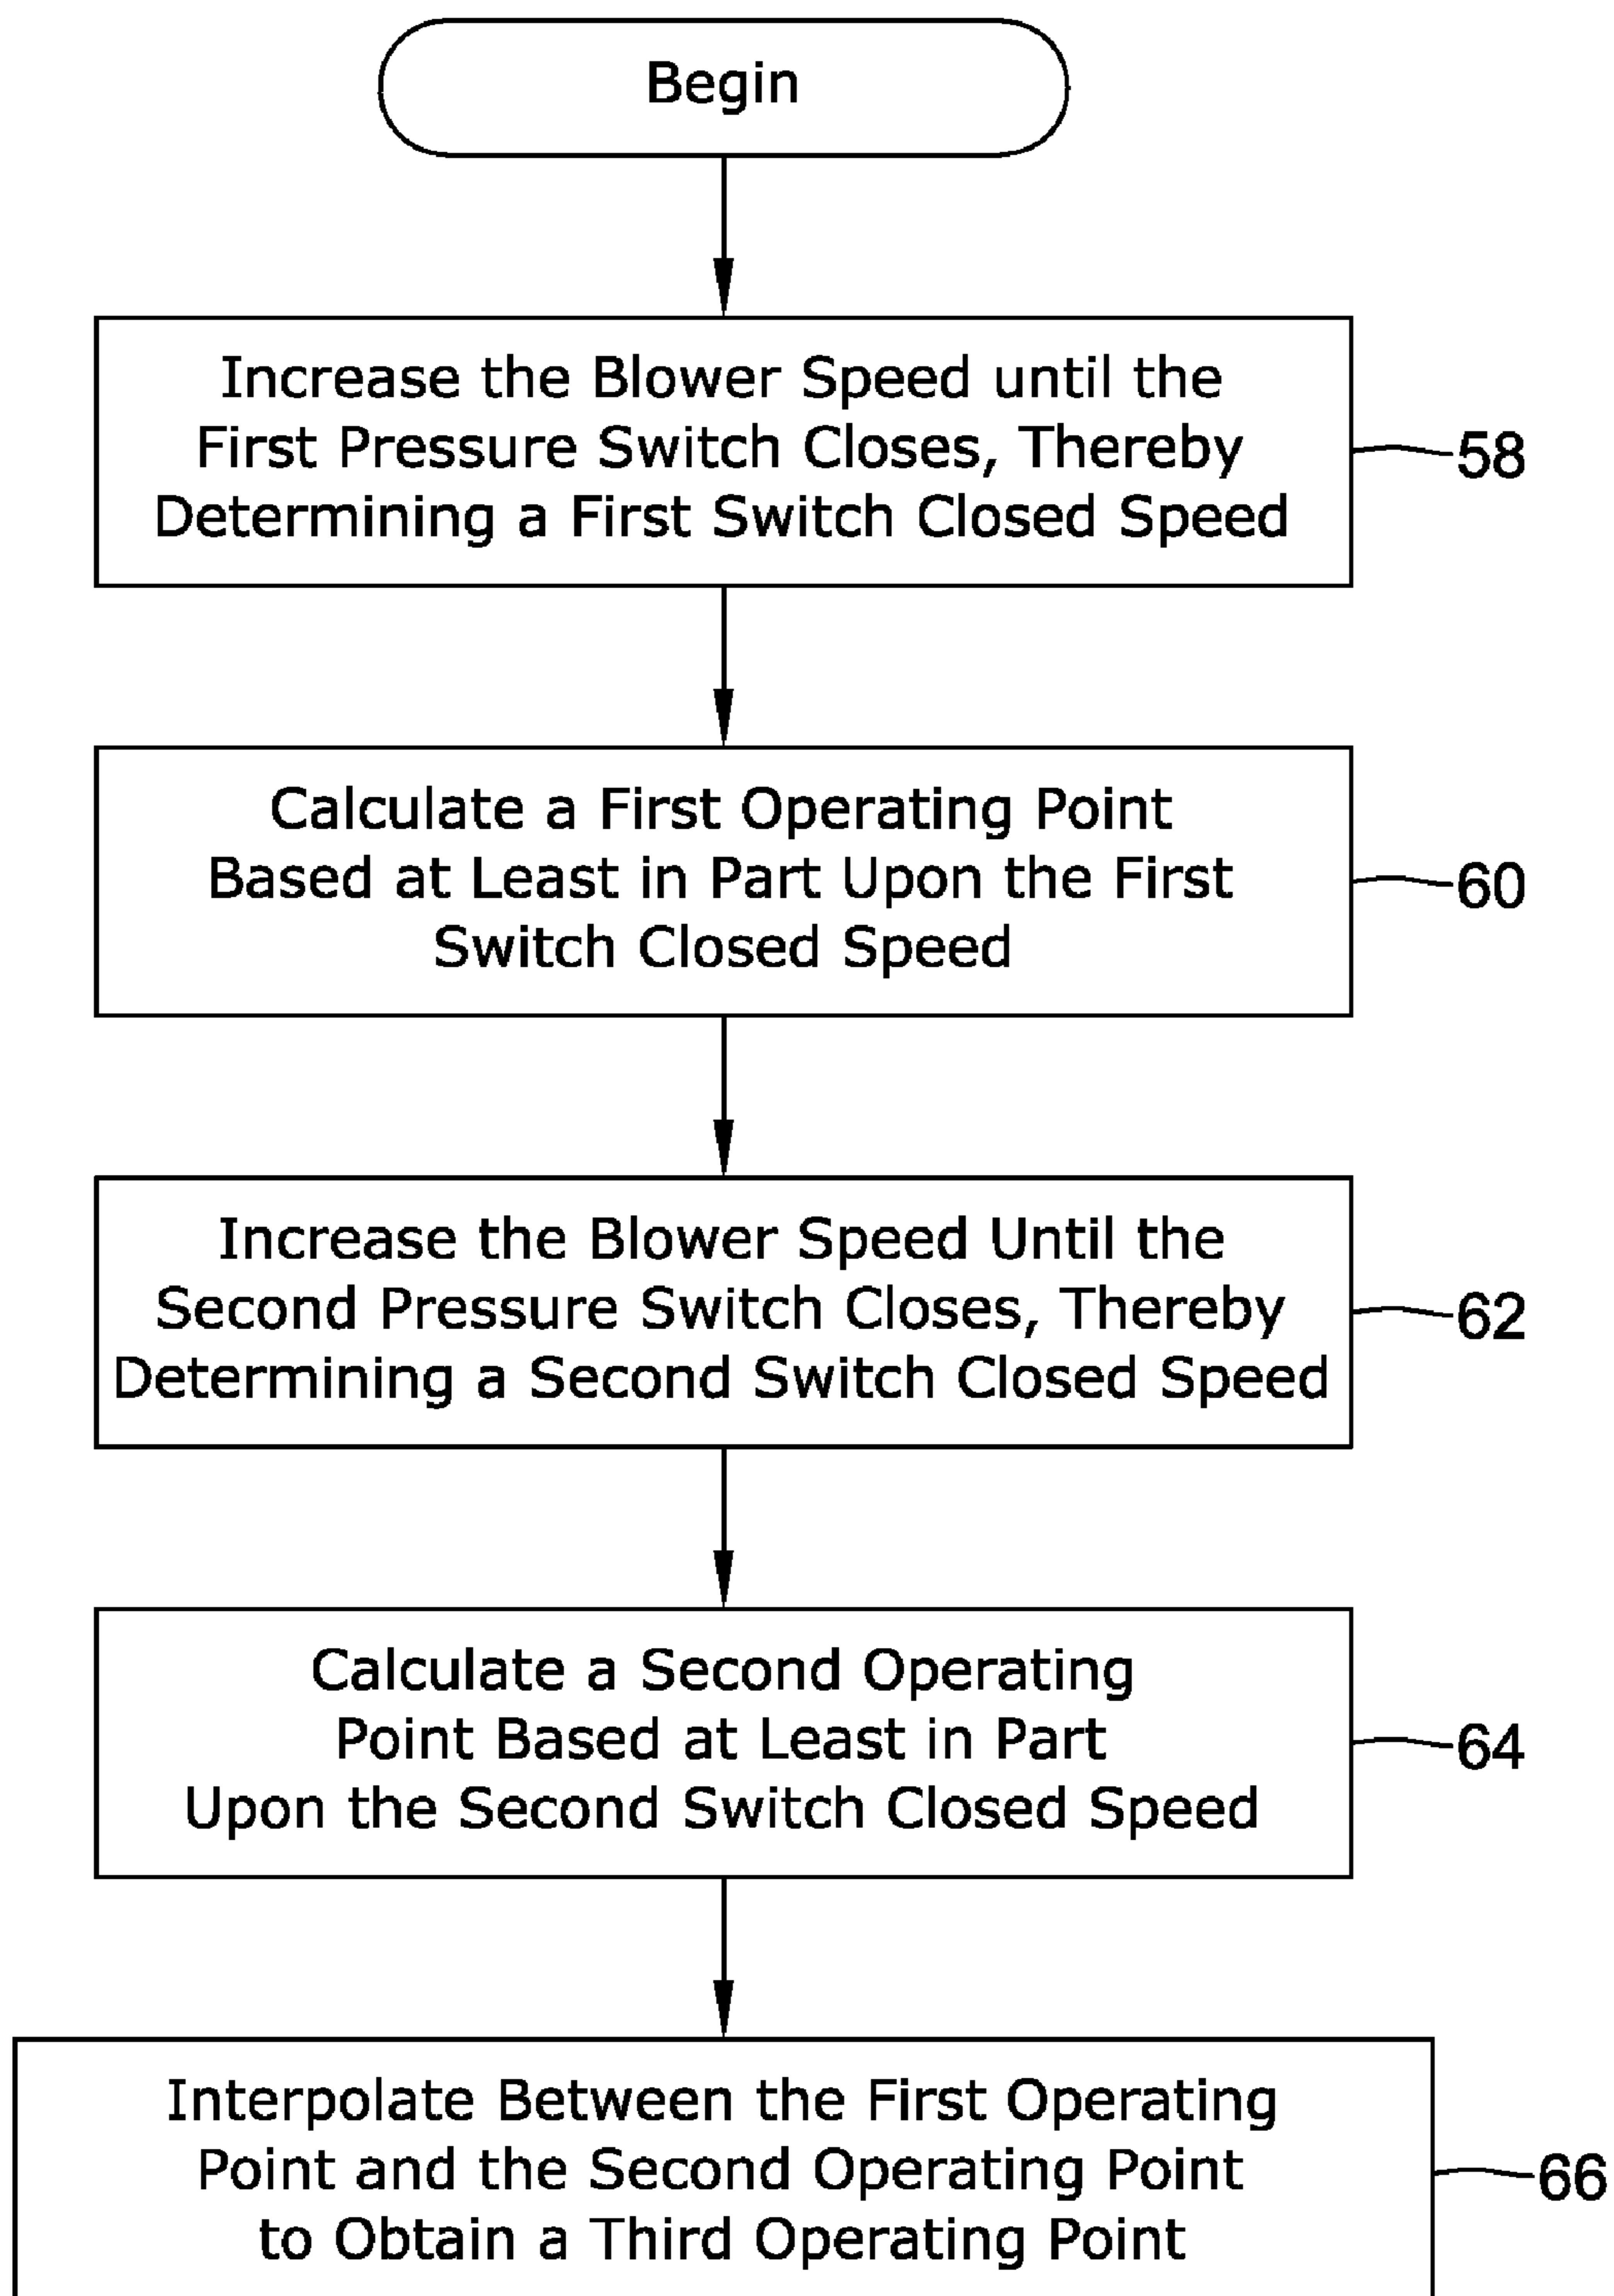 Begin
Increase the Blower Speed until the
First Pressure Switch Closes, Thereby
Determining a First Switch Closed Speed
58
Calculate a First Operating Point
Based at Least in Part Upon the First
Switch Closed Speed
60
Increase the Blower Speed Until the
Second Pressure Switch Closes, Thereby
Determining a Second Switch Closed Speed
62
Calculate a Second Operating
Point Based at Least in Part
Upon the Second Switch Closed Speed
64
Interpolate Between the First Operating
Point and the Second Operating Point
to Obtain a Third Operating Point
66